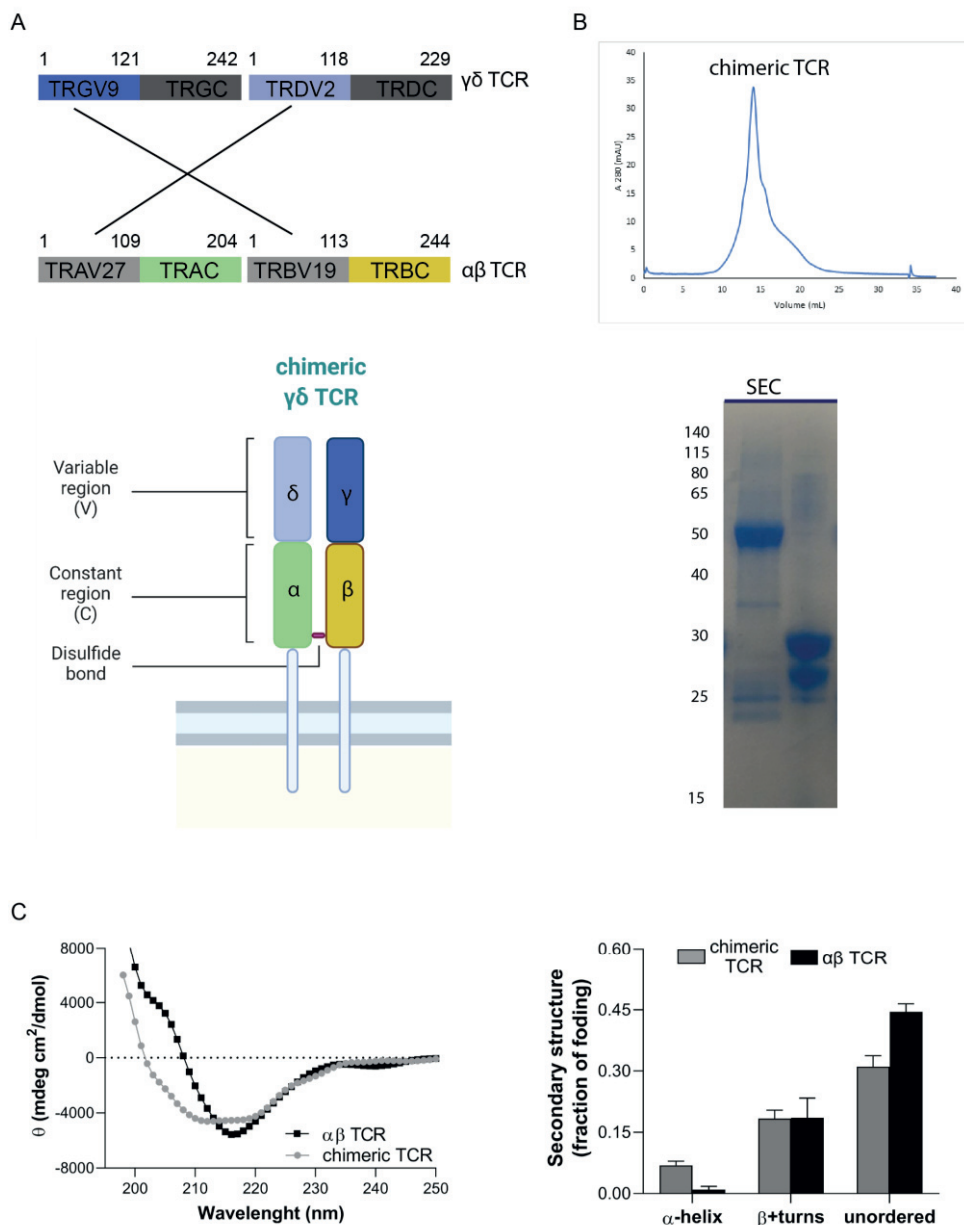 A
1 121 242 1 118 229
TRGV9 TRGC TRDV2 TRDC γδ TCR
1 109 204 1 113 244
TRAV27 TRAC TRBV19 TRBC αβ TCR
chimeric
γδ TCR
Variable
region
(V)
δ γ
Constant
region
(C)
α β
Disulfide
bond
B
chimeric TCR
A 280 [mAU]
40
35
30
25
20
15
10
5
0
0 5 10 15 20 25 30 35 40
Volume (mL)
SEC
140
115
80
65
50
40
30
25
15
C
θ (mdeg cm²/dmol)
8000
4000
0
-4000
-8000
αβ TCR
chimeric TCR
200 210 220 230 240 250
Wavelenght (nm)
Secondary structure
(fraction of foding)
0.60
0.45
0.30
0.15
0.00
chimeric
TCR
αβ TCR
α-helix β+turns unordered